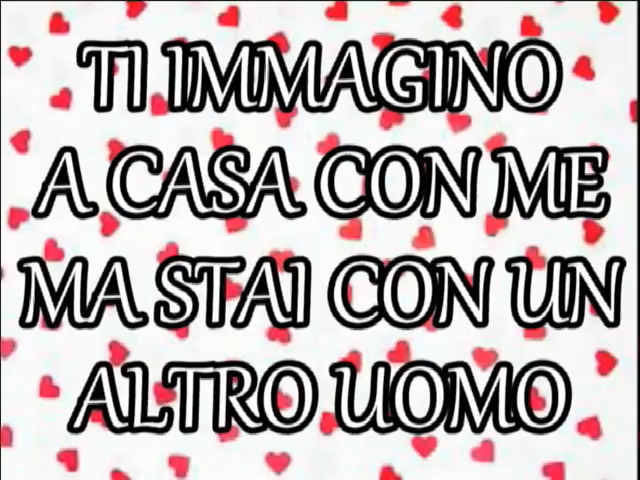 TI IMMAGINO
A CASA CON ME
MA STAI CON UN
ALTRO UOMO